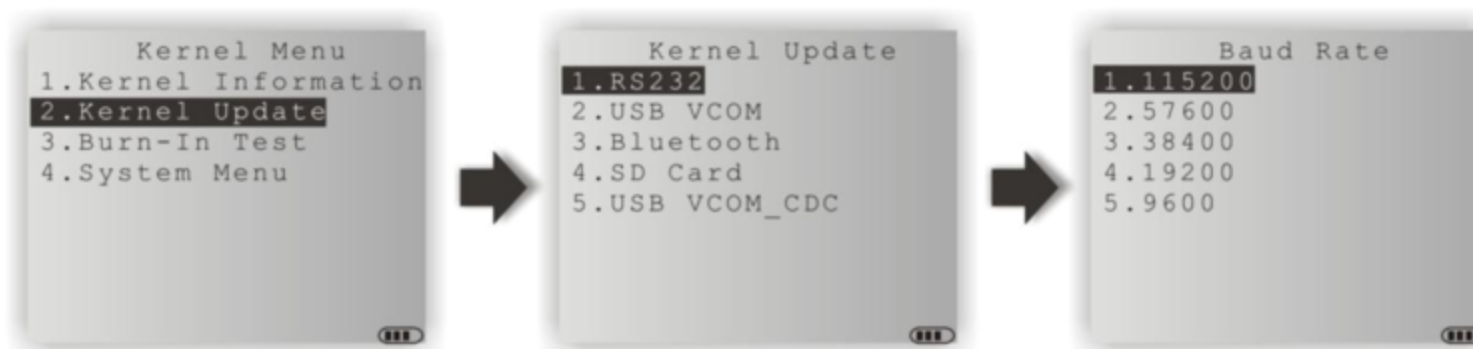 Kernel Menu
1.Kernel Information
2.Kernel Update
3.Burn-In Test
4.System Menu
Kernel Update
1.RS232
2.USB VCOM
3.Bluetooth
4.SD Card
5.USB VCOM_CDC
Baud Rate
1.115200
2.57600
3.38400
4.19200
5.9600